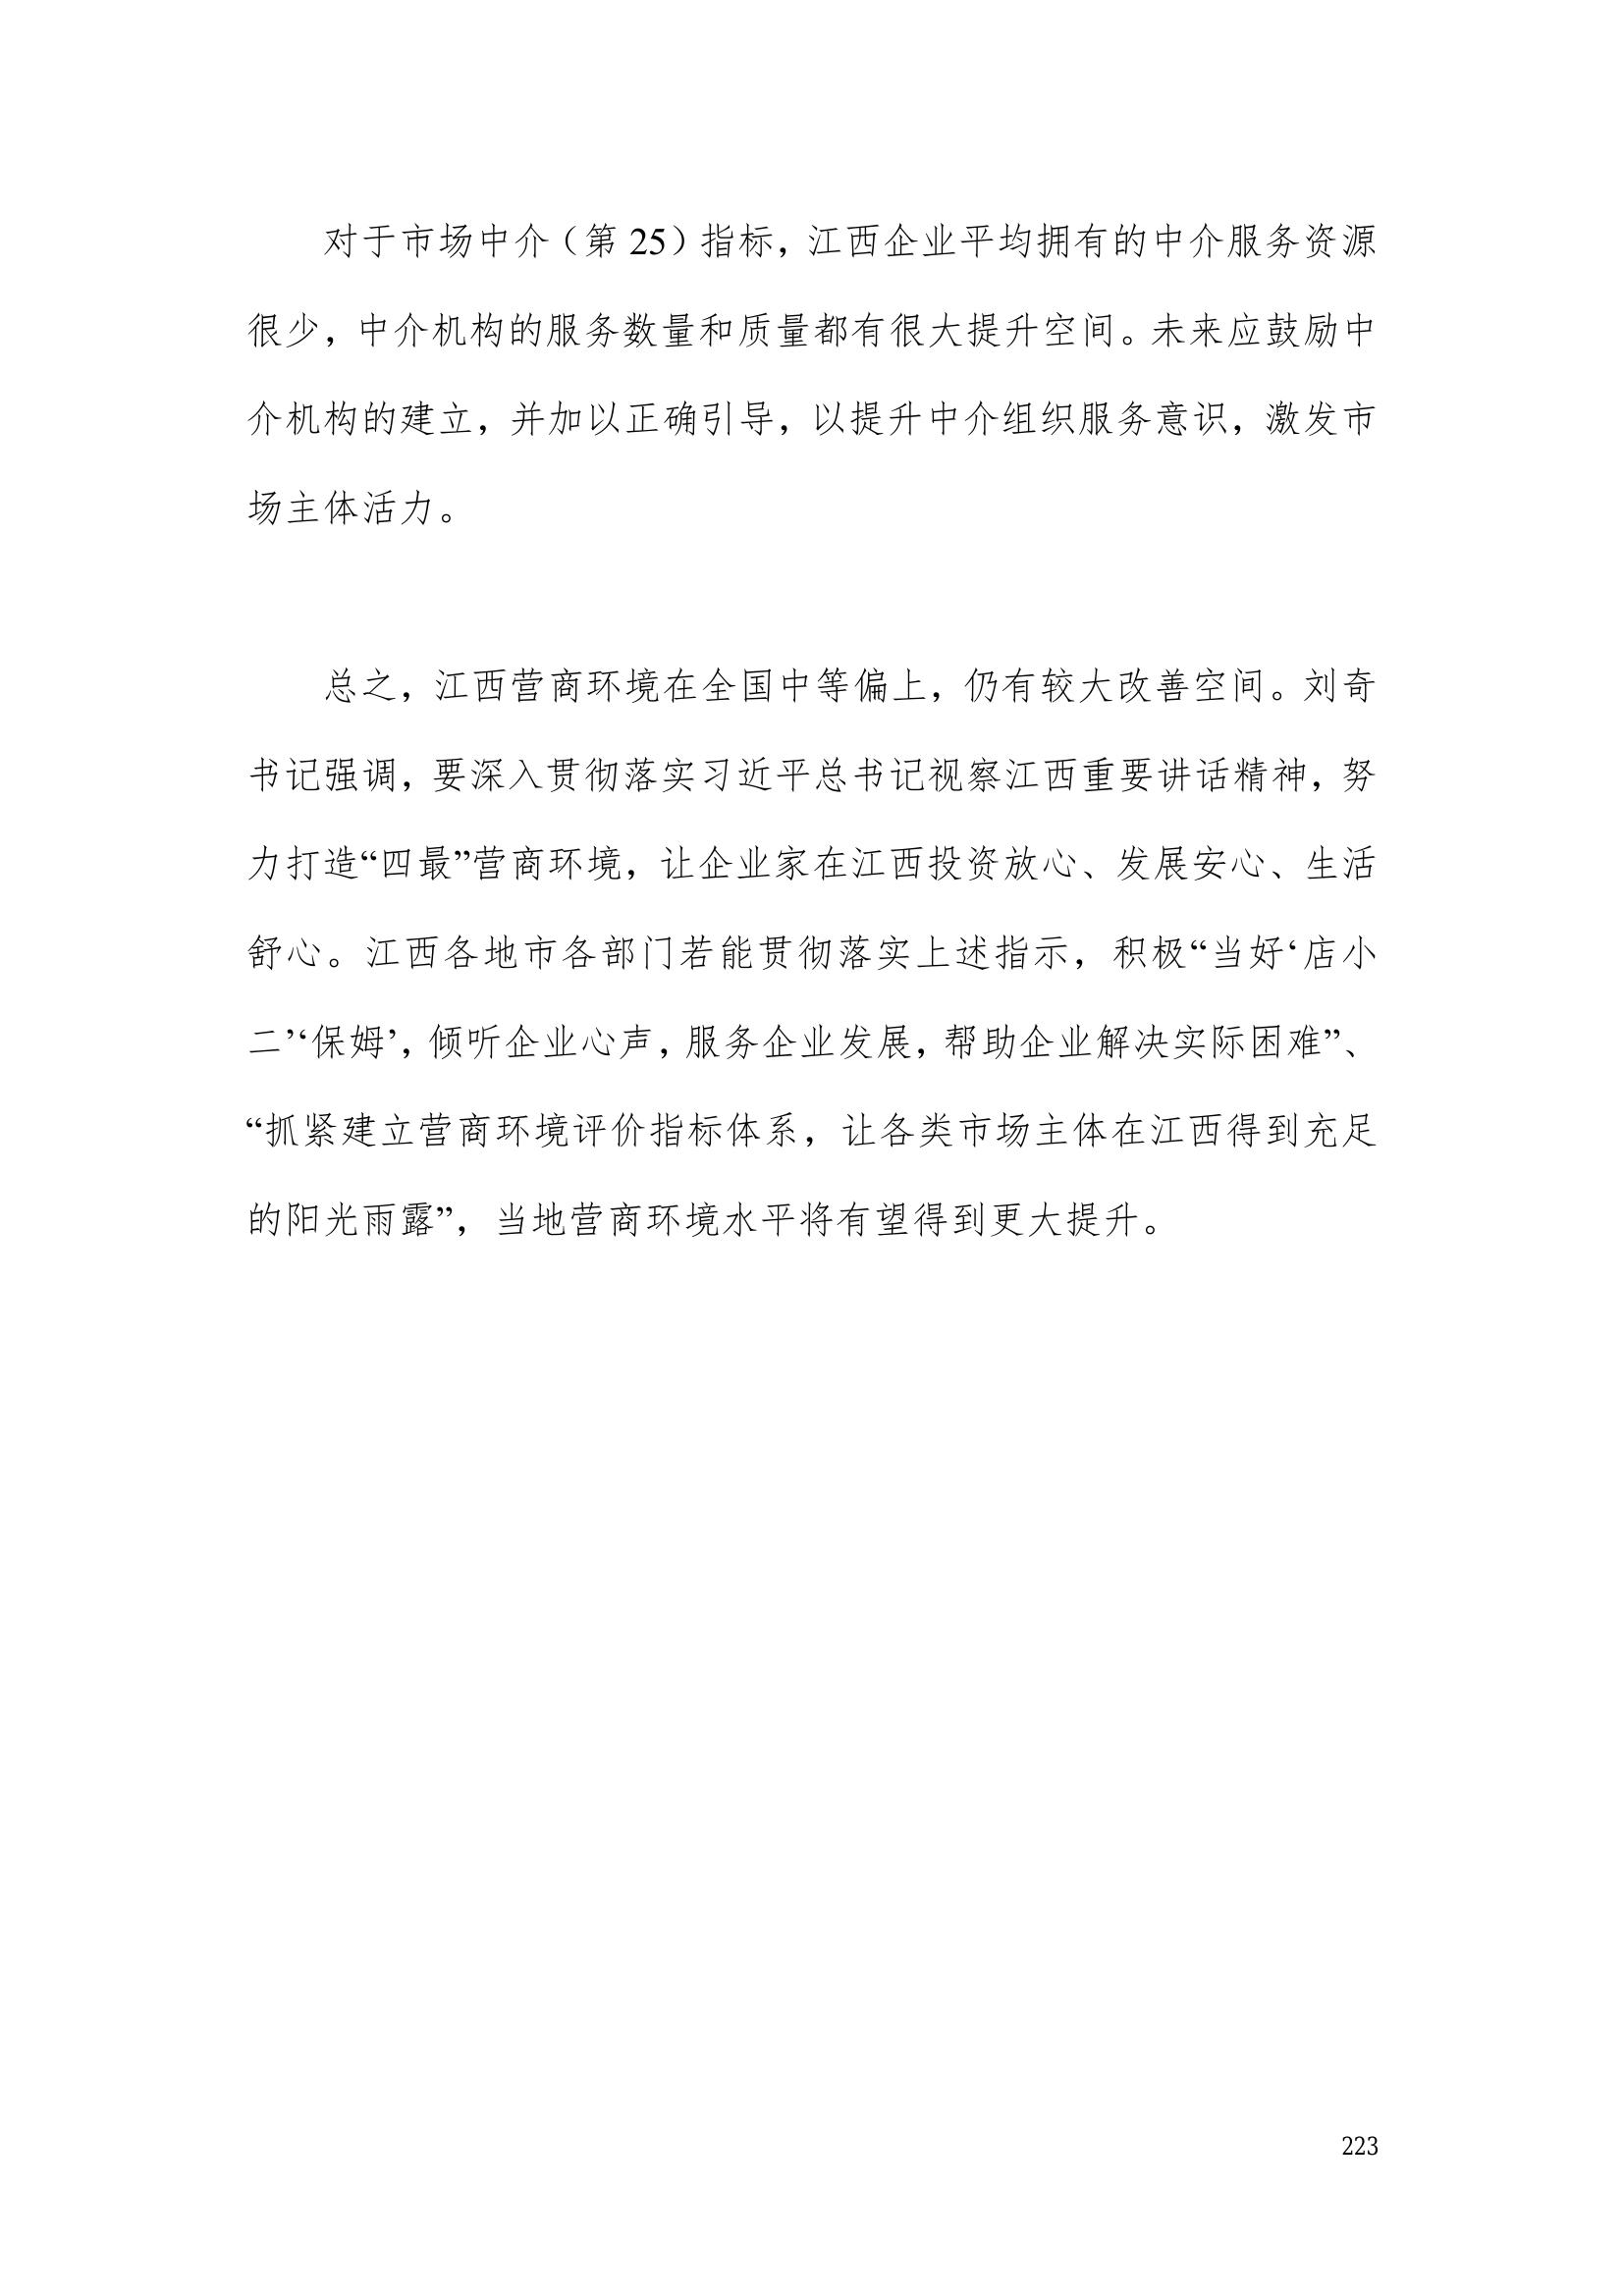 对于市场中介（第 25）指标，江西企业平均拥有的中介服务资源
很少，中介机构的服务数量和质量都有很大提升空间。未来应鼓励中
介机构的建立，并加以正确引导，以提升中介组织服务意识，激发市
场主体活力。
总之，江西营商环境在全国中等偏上，仍有较大改善空间。刘奇
书记强调，要深入贯彻落实习近平总书记视察江西重要讲话精神，努
力打造“四最”营商环境，让企业家在江西投资放心、发展安心、生活
舒心。江西各地市各部门若能贯彻落实上述指示，积极“当好‘店小
二’‘保姆’，倾听企业心声，服务企业发展，帮助企业解决实际困难”、
“抓紧建立营商环境评价指标体系，让各类市场主体在江西得到充足
的阳光雨露”，当地营商环境水平将有望得到更大提升。
223